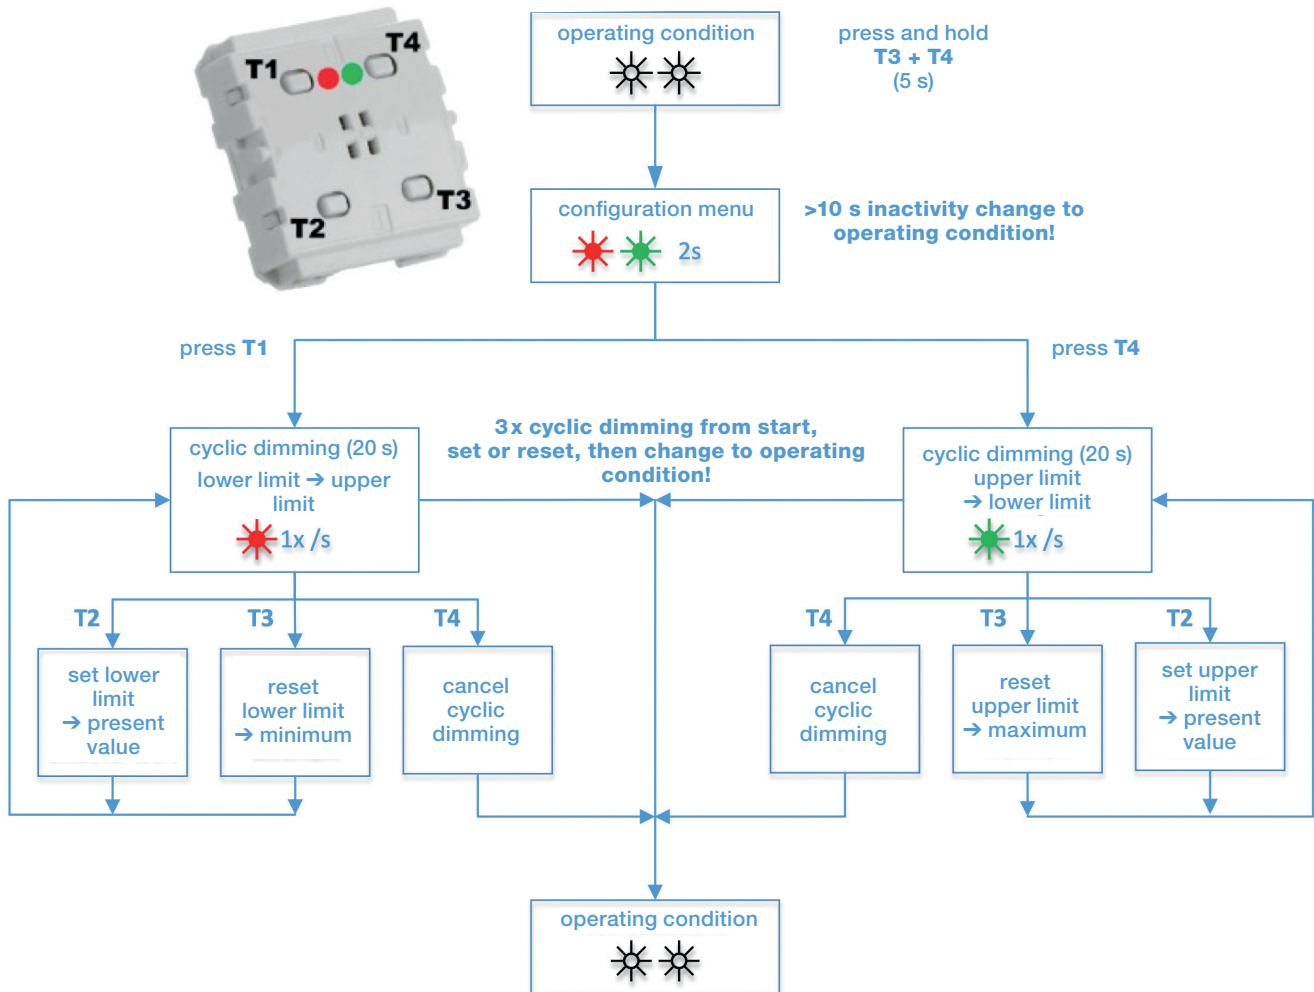 T1
T4
T2
T3
operating condition
press and hold
T3 + T4
(5 s)
configuration menu
2s
>10 s inactivity change to
operating condition!
press T1
press T4
cyclic dimming (20 s)
lower limit ➔ upper
limit
1x /s
3x cyclic dimming from start,
set or reset, then change to operating
condition!
cyclic dimming (20 s)
upper limit
➔ lower limit
1x /s
T2
T3
T4
set lower
limit
➔ present
value
reset
lower limit
➔ minimum
cancel
cyclic
dimming
T4
T3
T2
cancel
cyclic
dimming
reset
upper limit
➔ maximum
set upper
limit
➔ present
value
operating condition